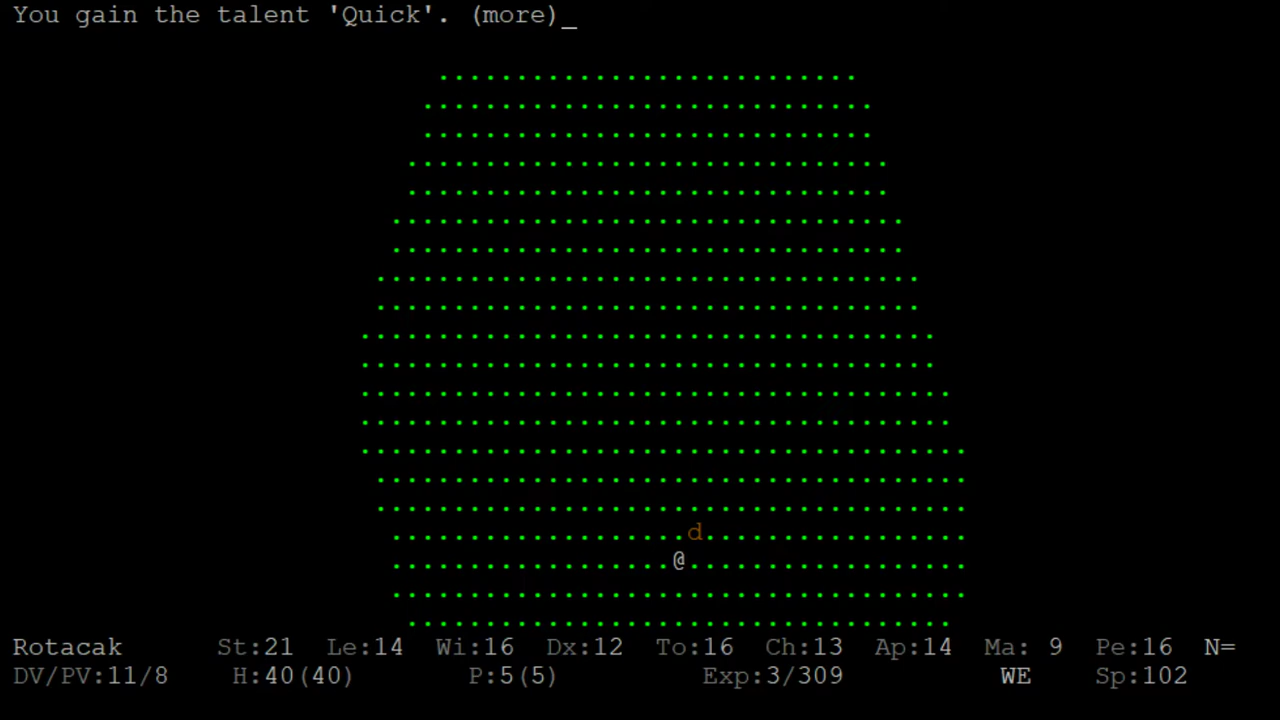 You gain the talent 'Quick'. (more)_
d
@
Rotacak St:21 Le:14 Wi:16 Dx:12 To:16 Ch:13 Ap:14 Ma: 9 Pe:16 N=
DV/PV:11/8 H:40(40) P:5(5) Exp:3/309 WE Sp:102